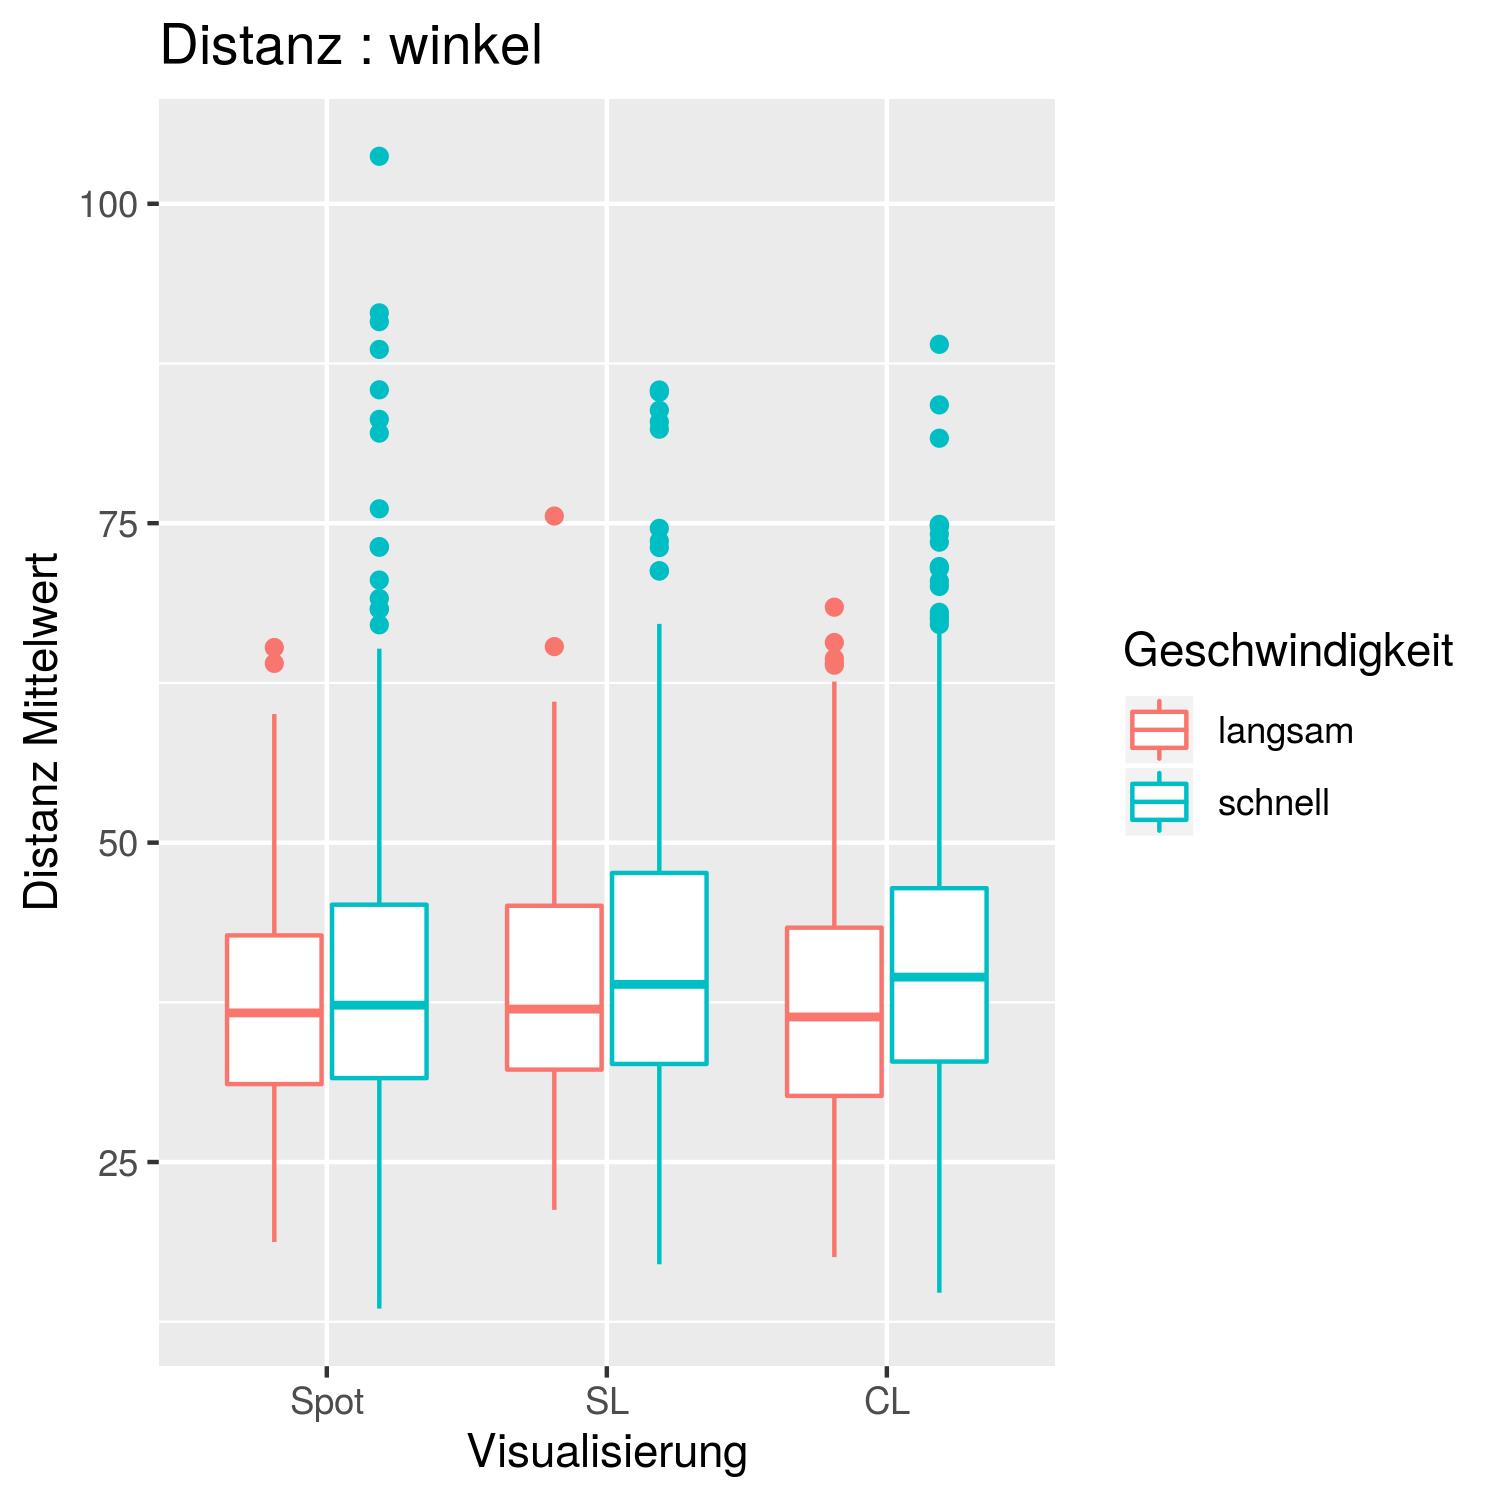 Distanz : winkel
Distanz Mittelwert
100
75
50
25
Spot
SL
CL
Visualisierung
Geschwindigkeit
langsam
schnell